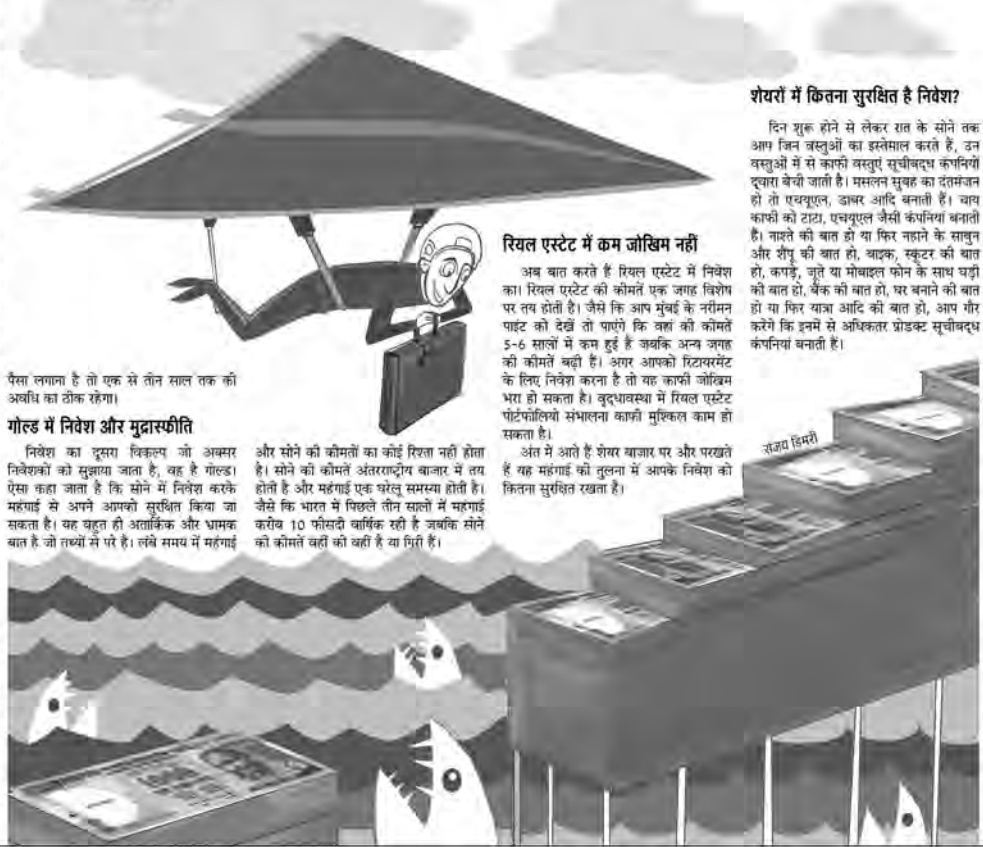 पैसा लगाना है तो एक से तीन साल तक की
अवधि का ठीक रहेगा।
गोल्ड में निवेश और मुद्रास्फीति
निवेश का दूसरा विकल्प जो अक्सर
निवेशकों को सुझाया जाता है, वह है गोल्ड।
ऐसा कहा जाता है कि सोने में निवेश करके
महंगाई से अपने आपको सुरक्षित किया जा
सकता है। यह बहुत ही अतार्किक और भ्रामक
बात है जो तथ्यों से परे है। लंबे समय में महंगाई
और सोने की कीमतों का कोई रिश्ता नहीं होता
है। सोने की कीमतें अंतरराष्ट्रीय बाजार में तय
होती है और महंगाई एक घरेलू समस्या होती है।
जैसे कि भारत में पिछले तीन सालों में महंगाई
करीब 10 फीसदी वार्षिक रही है जबकि सोने
की कीमतें वहीं की वहीं है या गिरी हैं।
रियल एस्टेट में कम जोखिम नहीं
अब बात करते हैं रियल एस्टेट में निवेश
का। रियल एस्टेट की कीमतें एक जगह विशेष
पर तय होती है। जैसे कि आप मुंबई के नरीमन
पाइंट को देखें तो पाएंगे कि वहां की कीमतें
5-6 सालों में कम हुई हैं जबकि अन्य जगह
की कीमतें बढ़ी हैं। अगर आपको रिटायरमेंट
के लिए निवेश करना है तो यह काफी जोखिम
भरा हो सकता है। वृद्धावस्था में रियल एस्टेट
पोर्टफोलियो संभालना काफी मुश्किल काम हो
सकता है।
अंत में आते हैं शेयर बाजार पर और परखते
हैं यह महंगाई की तुलना में आपके निवेश को
कितना सुरक्षित रखता है।
शेयरों में कितना सुरक्षित है निवेश?
दिन शुरू होने से लेकर रात के सोने तक
आप जिन वस्तुओं का इस्तेमाल करते हैं, उन
वस्तुओं में से काफी वस्तुएं सूचीबद्ध कंपनियों
द्वारा बेची जाती है। मसलन सुबह का दंतमंजन
हो तो एचयूएल, डाबर आदि बनाती हैं। चाय
काफी को टाटा, एचयूएल जैसी कंपनियां बनाती
हैं। नाश्ते की बात हो या फिर नहाने के साबुन
और शैंपू की बात हो, बाइक, स्कूटर की बात
हो, कपड़े, जूते या मोबाइल फोन के साथ घड़ी
की बात हो, बैंक की बात हो, घर बनाने की बात
हो या फिर यात्रा आदि की बात हो, आप गौर
करेंगे कि इनमें से अधिकतर प्रोडक्ट सूचीबद्ध
कंपनियां बनाती हैं।
संजय डिमरी